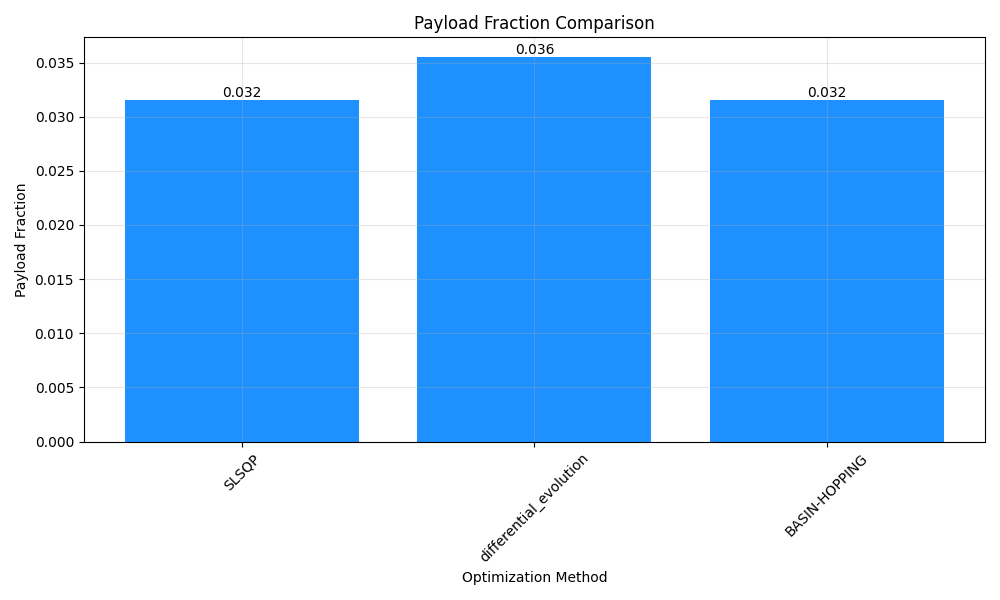 Payload Fraction Comparison
0.032
0.036
0.032
Payload Fraction
0.035
0.030
0.025
0.020
0.015
0.010
0.005
0.000
SLSQP
differential_evolution
BASIN-HOPPING
Optimization Method